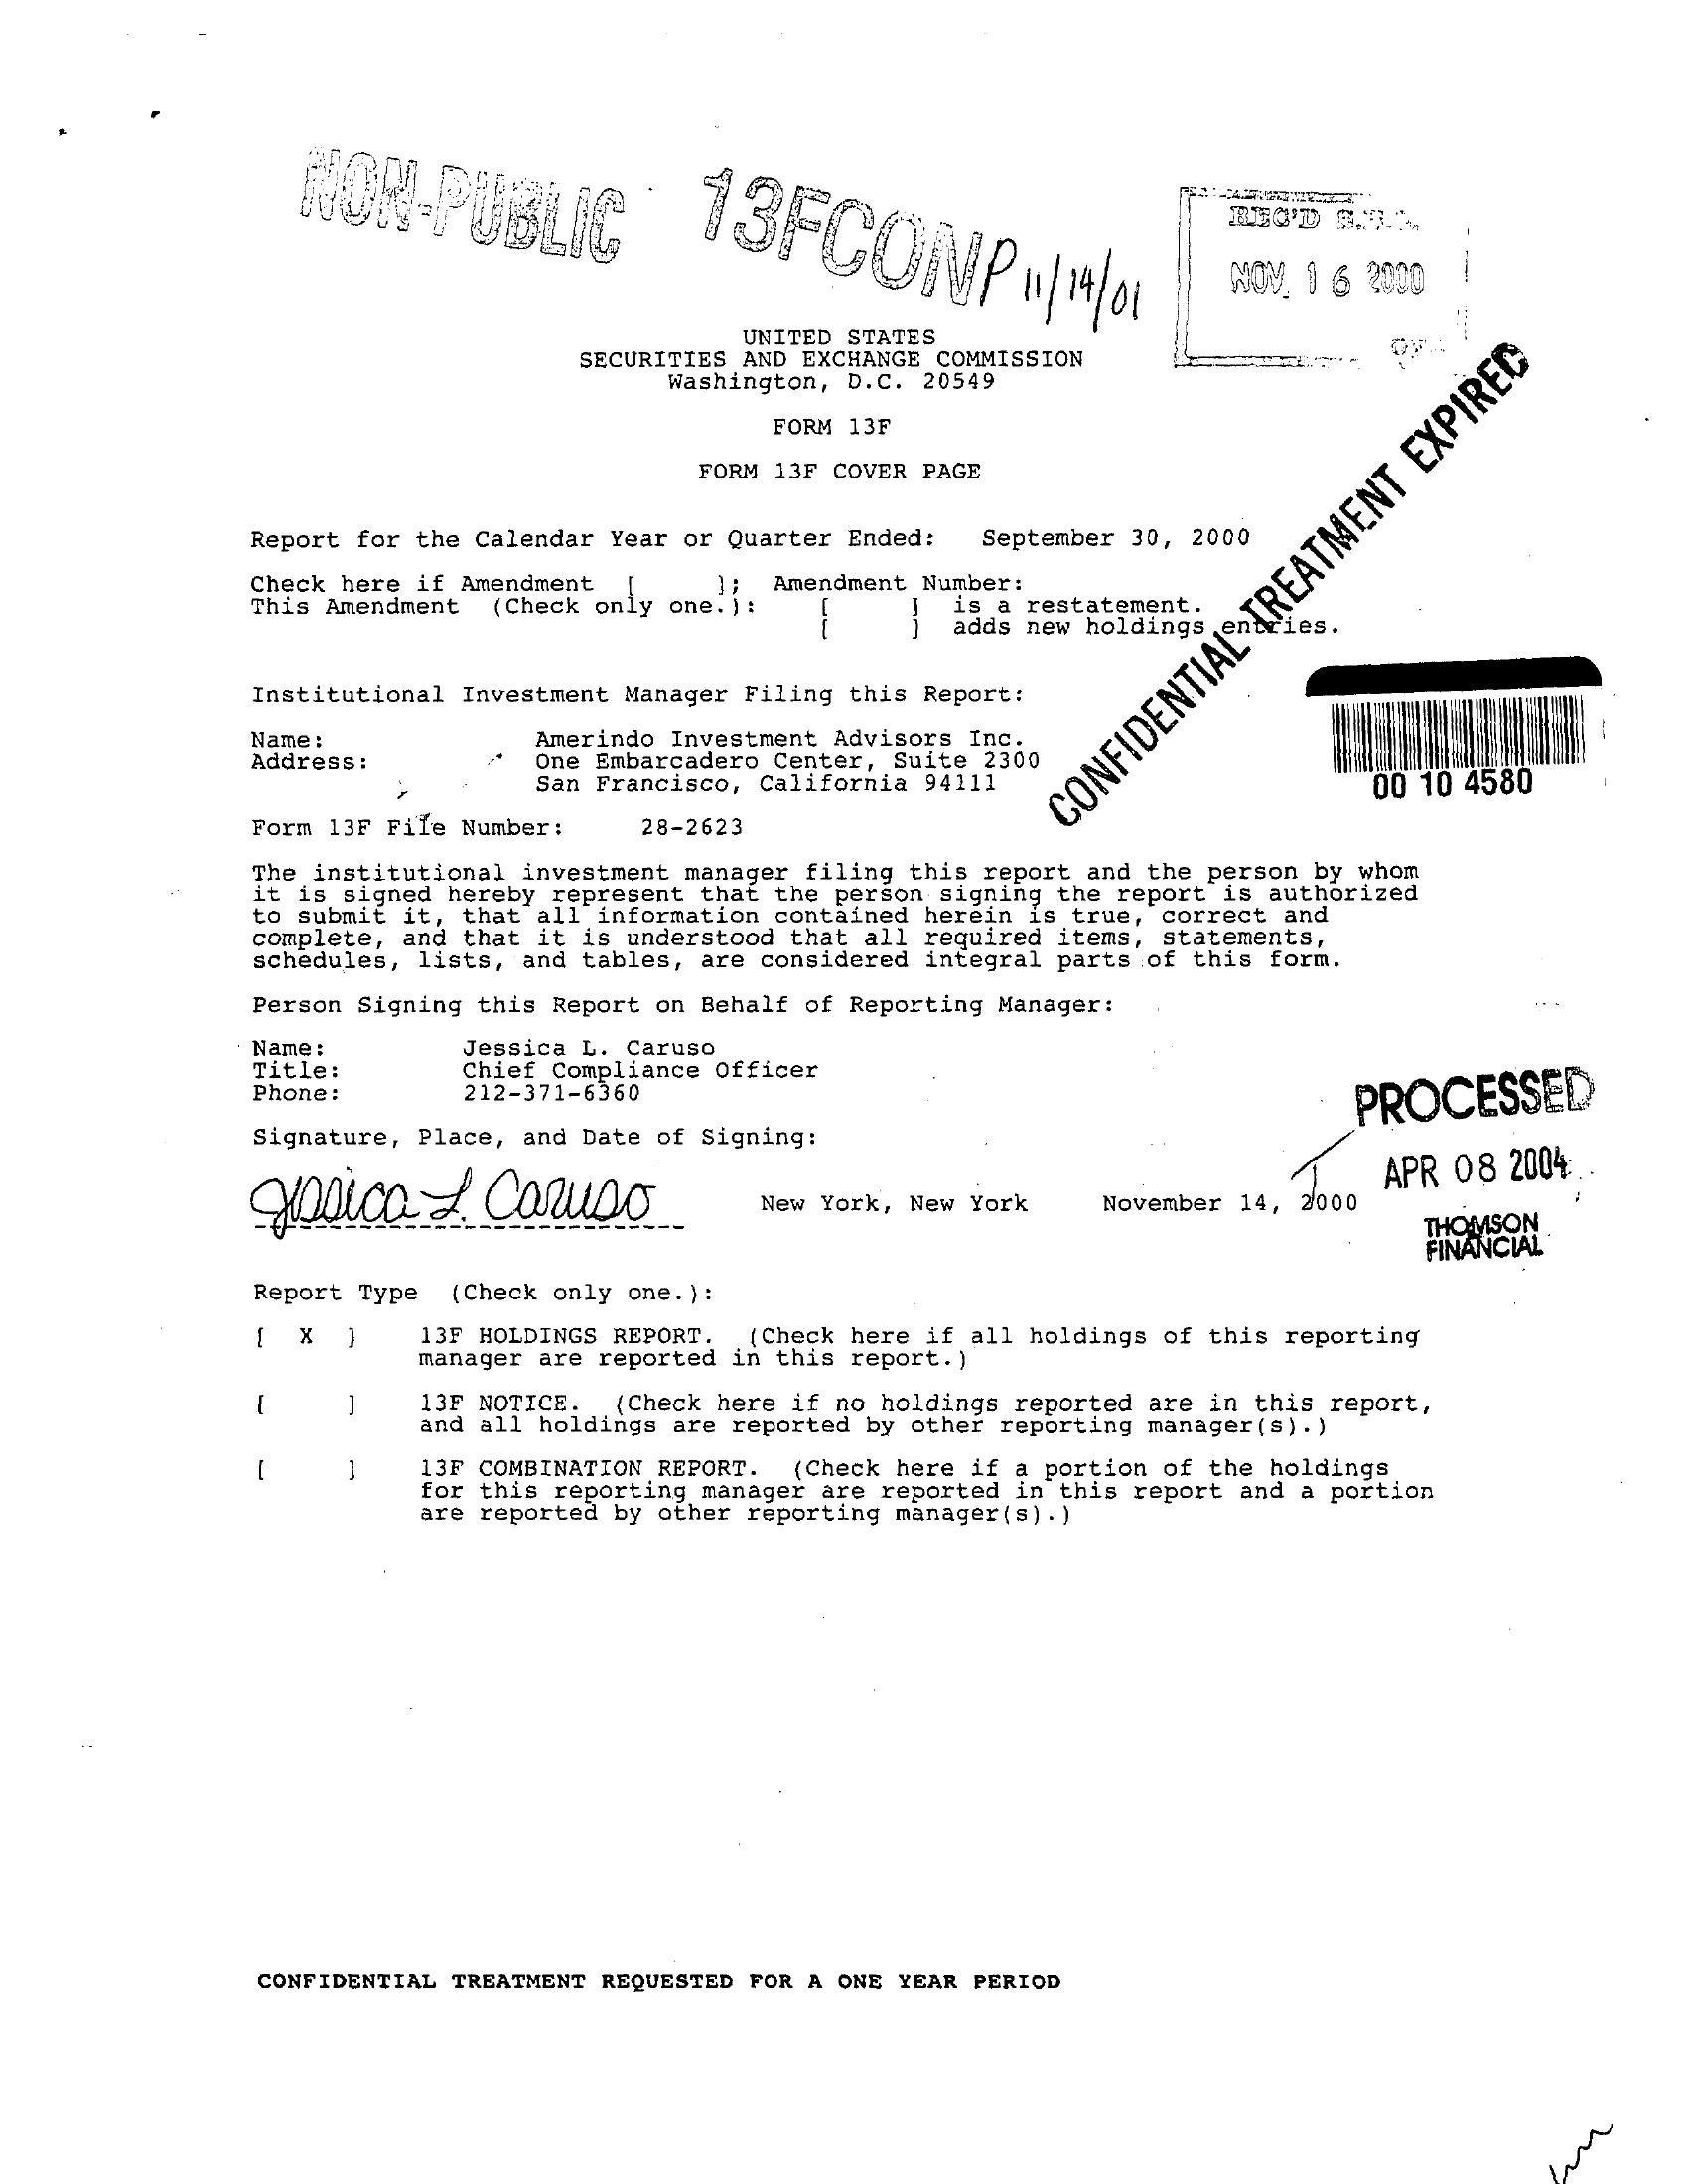 NON-PUBLIC 13FCONP 11/14/01
REC'D S.E.C.
NOV 16 2000
UNITED STATES
SECURITIES AND EXCHANGE COMMISSION
Washington, D.C. 20549
FORM 13F
FORM 13F COVER PAGE
CONFIDENTIAL TREATMENT EXPIRED
Report for the Calendar Year or Quarter Ended: September 30, 2000
Check here if Amendment [ ]; Amendment Number:
This Amendment (Check only one.): [ ] is a restatement.
[ ] adds new holdings entries.
Institutional Investment Manager Filing this Report:
Name: Amerindo Investment Advisors Inc.
Address: One Embarcadero Center, Suite 2300
San Francisco, California 94111
00 10 4580
Form 13F File Number: 28-2623
The institutional investment manager filing this report and the person by whom
it is signed hereby represent that the person signing the report is authorized
to submit it, that all information contained herein is true, correct and
complete, and that it is understood that all required items, statements,
schedules, lists, and tables, are considered integral parts of this form.
Person Signing this Report on Behalf of Reporting Manager:
Name: Jessica L. Caruso
Title: Chief Compliance Officer
Phone: 212-371-6360
PROCESSED
APR 08 2004
THOMSON
FINANCIAL
Signature, Place, and Date of Signing:
Jessica L. Caruso New York, New York November 14, 2000
Report Type (Check only one.):
[ X ] 13F HOLDINGS REPORT. (Check here if all holdings of this reporting
manager are reported in this report.)
[ ] 13F NOTICE. (Check here if no holdings reported are in this report,
and all holdings are reported by other reporting manager(s).)
[ ] 13F COMBINATION REPORT. (Check here if a portion of the holdings
for this reporting manager are reported in this report and a portion
are reported by other reporting manager(s).)
CONFIDENTIAL TREATMENT REQUESTED FOR A ONE YEAR PERIOD